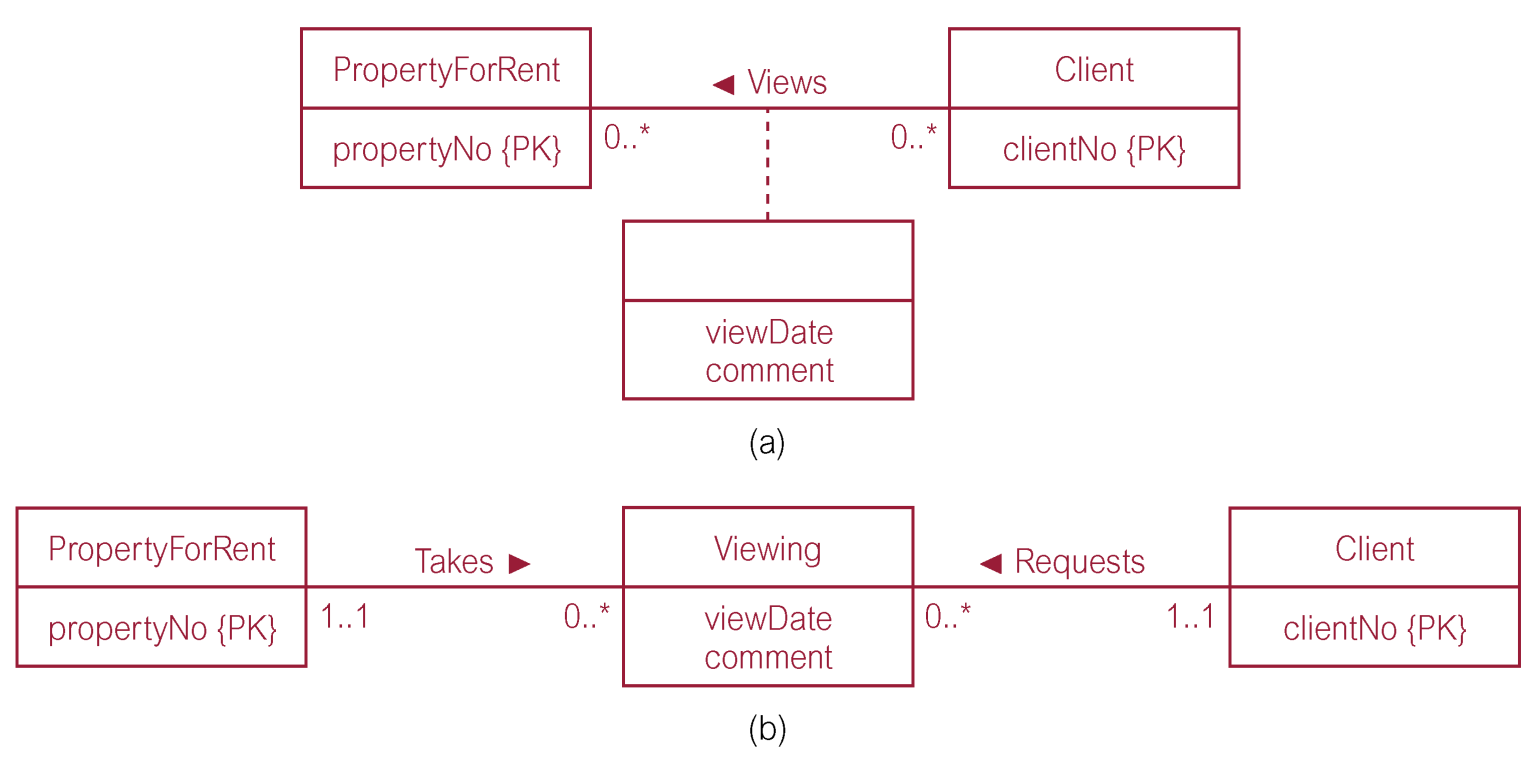 PropertyForRent
◄ Views
Client
propertyNo {PK}
0..*
0..*
clientNo {PK}
viewDate
comment
(a)
PropertyForRent
Takes ►
Viewing
◄ Requests
Client
propertyNo {PK}
1..1
0..*
viewDate
comment
0..*
1..1
clientNo {PK}
(b)